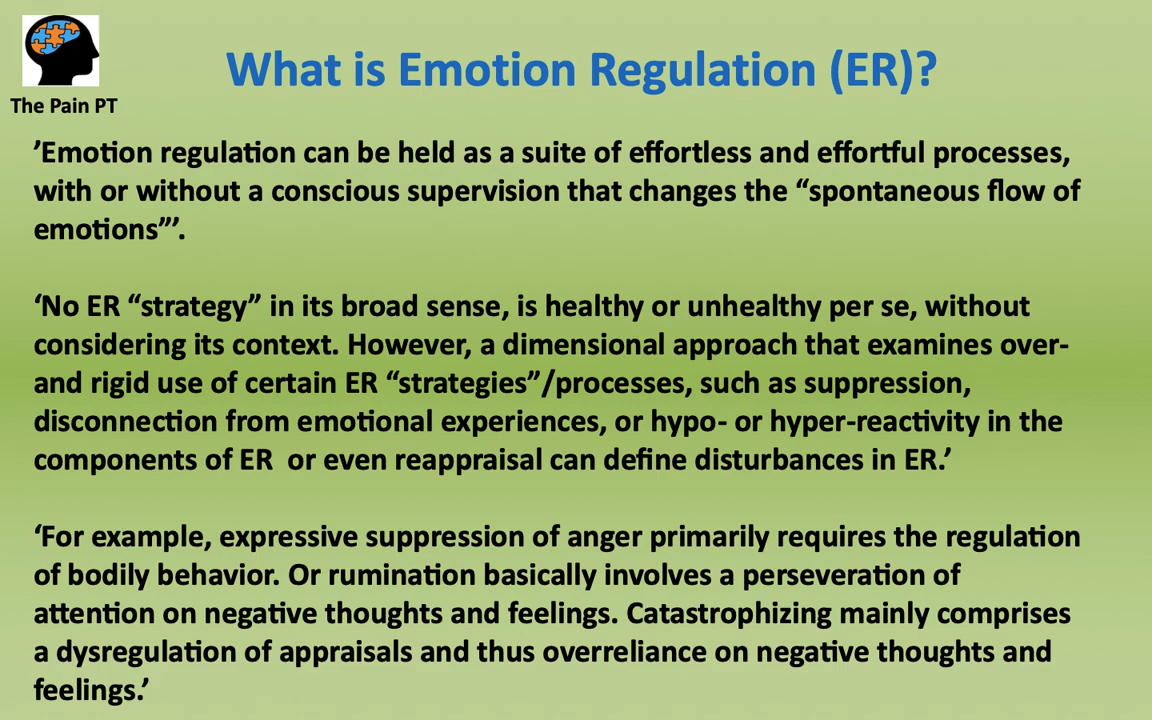 What is Emotion Regulation (ER)?
The Pain PT
’Emotion regulation can be held as a suite of effortless and effortful processes,
with or without a conscious supervision that changes the “spontaneous flow of
emotions”’.
‘No ER “strategy” in its broad sense, is healthy or unhealthy per se, without
considering its context. However, a dimensional approach that examines over-
and rigid use of certain ER “strategies”/processes, such as suppression,
disconnection from emotional experiences, or hypo- or hyper-reactivity in the
components of ER  or even reappraisal can define disturbances in ER.’
‘For example, expressive suppression of anger primarily requires the regulation
of bodily behavior. Or rumination basically involves a perseveration of
attention on negative thoughts and feelings. Catastrophizing mainly comprises
a dysregulation of appraisals and thus overreliance on negative thoughts and
feelings.’